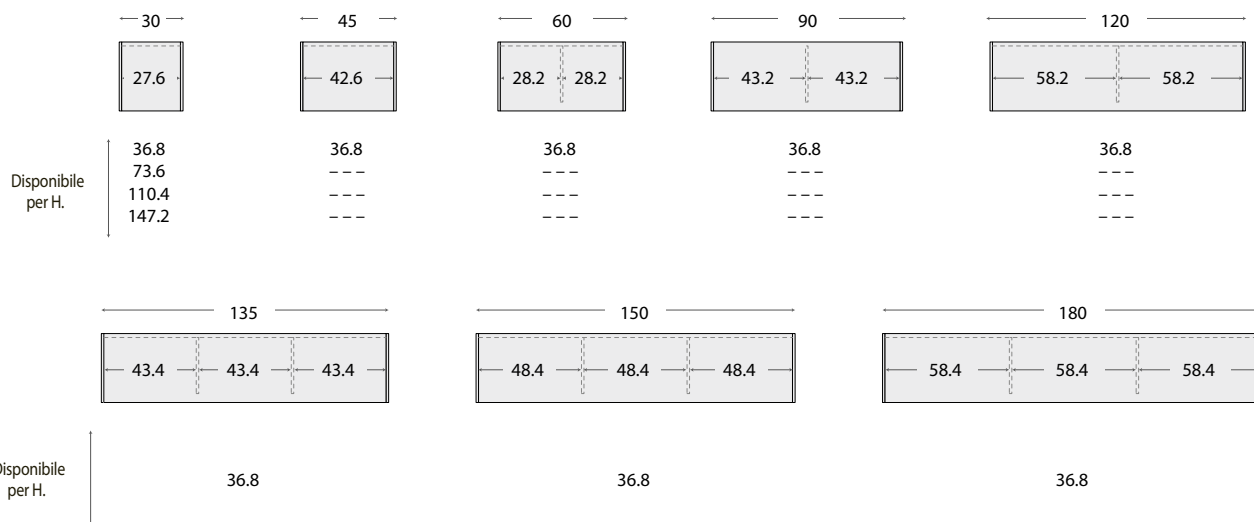 30 45 60 90 120
27.6 42.6 28.2 28.2 43.2 43.2 58.2 58.2
36.8 36.8 36.8 36.8 36.8
73.6 --- --- --- ---
Disponibile
110.4 --- --- --- ---
per H.
147.2 --- --- --- ---
135 150 180
43.4 43.4 43.4 48.4 48.4 48.4 58.4 58.4 58.4
isponibile
36.8 36.8 36.8
per H.